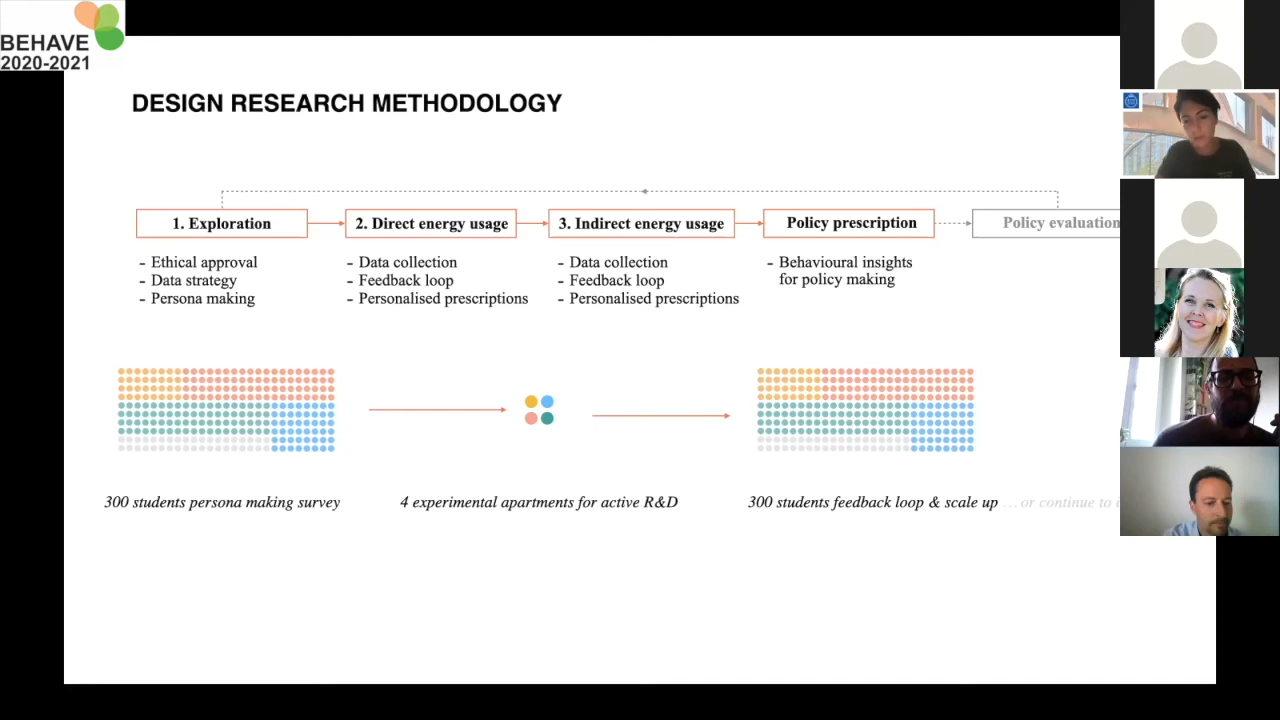 BEHAVE
2020-2021
DESIGN RESEARCH METHODOLOGY
1. Exploration
2. Direct energy usage
3. Indirect energy usage
Policy prescription
Policy evaluation
- Ethical approval
- Data strategy
- Persona making
- Data collection
- Feedback loop
- Personalised prescriptions
- Data collection
- Feedback loop
- Personalised prescriptions
- Behavioural insights
for policy making
300 students persona making survey
4 experimental apartments for active R&D
300 students feedback loop & scale up ... or continue to